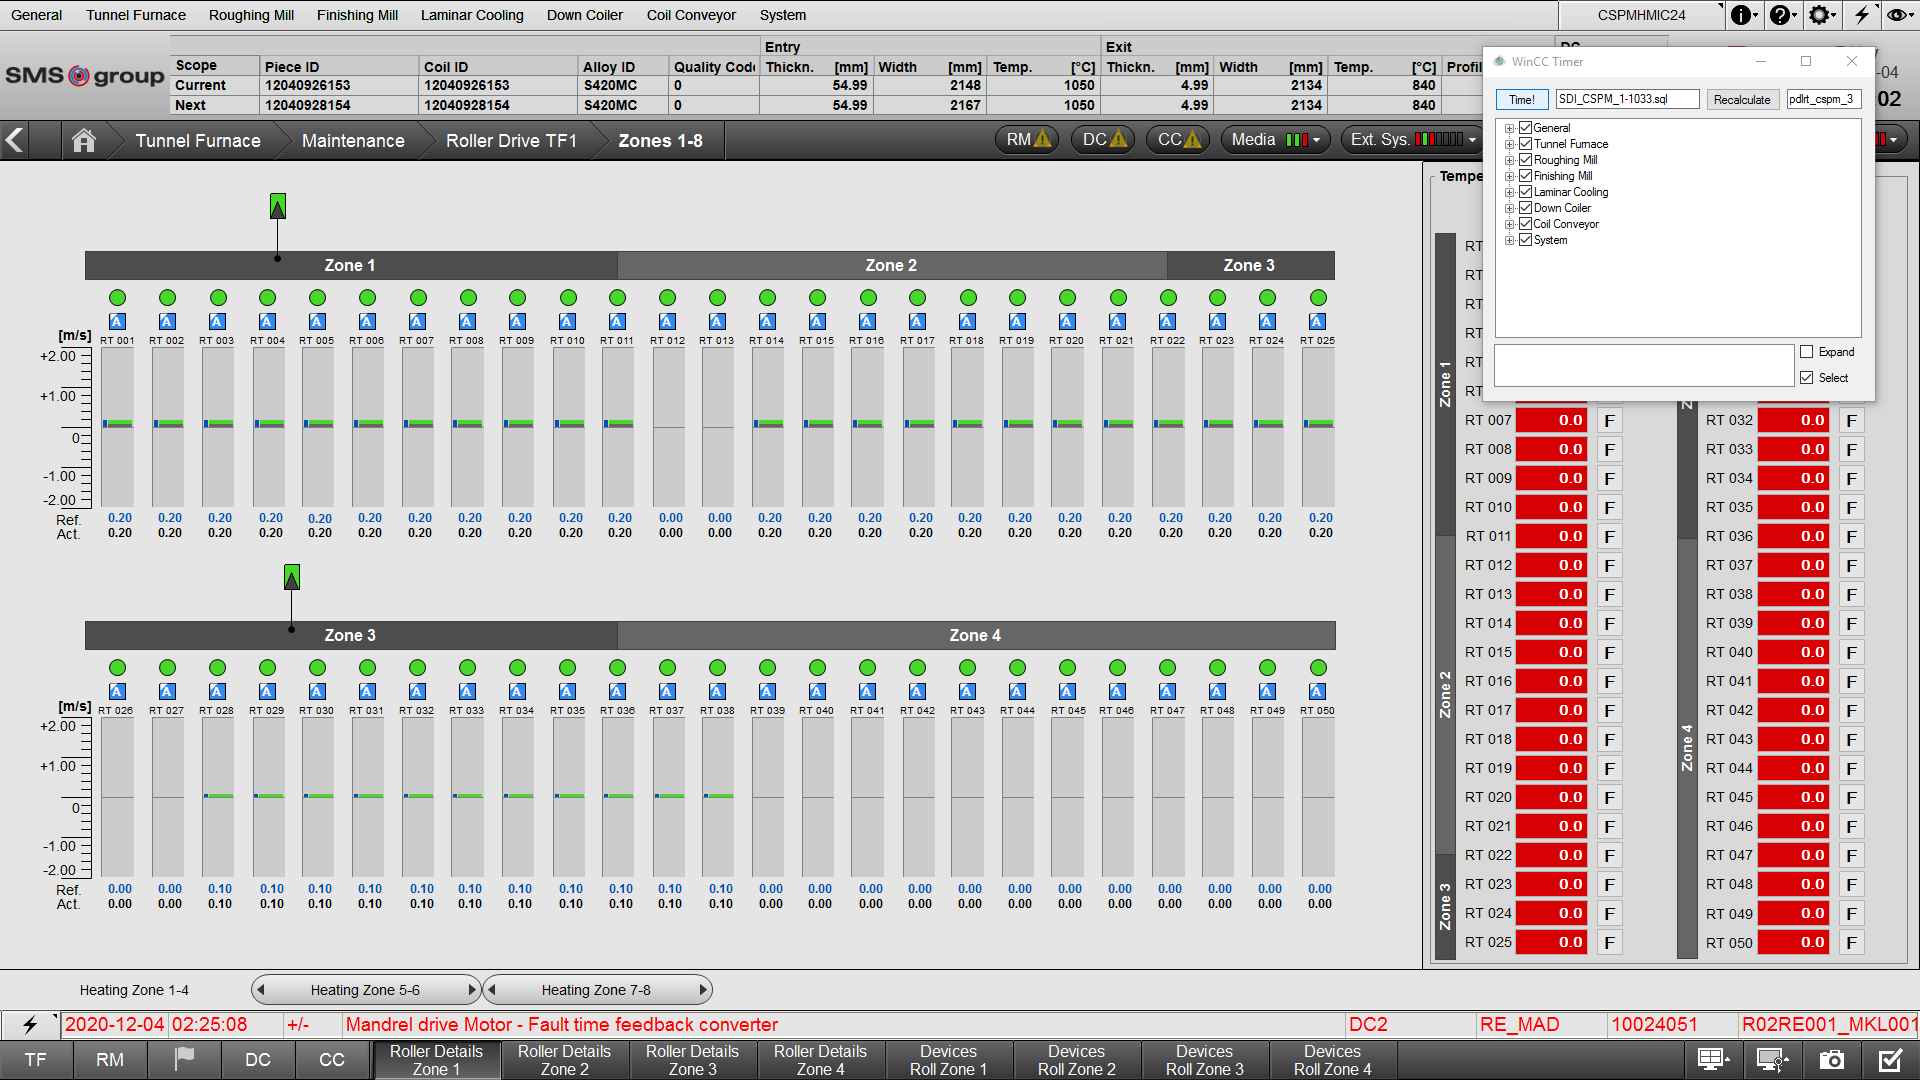 General Tunnel Furnace Roughing Mill Finishing Mill Laminar Cooling Down Coiler Coil Conveyor System CSPMHMIC24
SMS group
Entry Exit
Scope Piece ID Coil ID Alloy ID Quality Code Thickn. [mm] Width [mm] Temp. [°C] Thickn. [mm] Width [mm] Temp. [°C] Profil
Current 12040926153 12040926153 S420MC 0 54.99 2148 1050 4.99 2134 840
Next 12040928154 12040928154 S420MC 0 54.99 2167 1050 4.99 2134 840
-04
02
WinCC Timer
Time! SDI_CSPM_1-1033.sql Recalculate pdlrt_cspm_3
General
Tunnel Furnace
Roughing Mill
Finishing Mill
Laminar Cooling
Down Coiler
Coil Conveyor
System
Expand
Select
Tunnel Furnace Maintenance Roller Drive TF1 Zones 1-8 RM DC CC Media Ext. Sys.
Zone 1 Zone 2 Zone 3
A A A A A A A A A A A A A A A A A A A A A A A A A
[m/s] RT 001 RT 002 RT 003 RT 004 RT 005 RT 006 RT 007 RT 008 RT 009 RT 010 RT 011 RT 012 RT 013 RT 014 RT 015 RT 016 RT 017 RT 018 RT 019 RT 020 RT 021 RT 022 RT 023 RT 024 RT 025
+2.00
+1.00
0
-1.00
-2.00
Ref. 0.20 0.20 0.20 0.20 0.20 0.20 0.20 0.20 0.20 0.20 0.20 0.00 0.00 0.20 0.20 0.20 0.20 0.20 0.20 0.20 0.20 0.20 0.20 0.20 0.20
Act. 0.20 0.20 0.20 0.20 0.20 0.20 0.20 0.20 0.20 0.20 0.20 0.00 0.00 0.20 0.20 0.20 0.20 0.20 0.20 0.20 0.20 0.20 0.20 0.20 0.20
Zone 3 Zone 4
A A A A A A A A A A A A A A A A A A A A A A A A A
[m/s] RT 026 RT 027 RT 028 RT 029 RT 030 RT 031 RT 032 RT 033 RT 034 RT 035 RT 036 RT 037 RT 038 RT 039 RT 040 RT 041 RT 042 RT 043 RT 044 RT 045 RT 046 RT 047 RT 048 RT 049 RT 050
+2.00
+1.00
0
-1.00
-2.00
Ref. 0.00 0.00 0.10 0.10 0.10 0.10 0.10 0.10 0.10 0.10 0.10 0.10 0.10 0.00 0.00 0.00 0.00 0.00 0.00 0.00 0.00 0.00 0.00 0.00 0.00
Act. 0.00 0.00 0.10 0.10 0.10 0.10 0.10 0.10 0.10 0.10 0.10 0.10 0.10 0.00 0.00 0.00 0.00 0.00 0.00 0.00 0.00 0.00 0.00 0.00 0.00
Tempe
Zone 1
Zone 2
Zone 3
Zone 4
RT
RT
RT
RT
RT
RT
RT 007 0.0 F RT 032 0.0 F
RT 008 0.0 F RT 033 0.0 F
RT 009 0.0 F RT 034 0.0 F
RT 010 0.0 F RT 035 0.0 F
RT 011 0.0 F RT 036 0.0 F
RT 012 0.0 F RT 037 0.0 F
RT 013 0.0 F RT 038 0.0 F
RT 014 0.0 F RT 039 0.0 F
RT 015 0.0 F RT 040 0.0 F
RT 016 0.0 F RT 041 0.0 F
RT 017 0.0 F RT 042 0.0 F
RT 018 0.0 F RT 043 0.0 F
RT 019 0.0 F RT 044 0.0 F
RT 020 0.0 F RT 045 0.0 F
RT 021 0.0 F RT 046 0.0 F
RT 022 0.0 F RT 047 0.0 F
RT 023 0.0 F RT 048 0.0 F
RT 024 0.0 F RT 049 0.0 F
RT 025 0.0 F RT 050 0.0 F
Heating Zone 1-4 Heating Zone 5-6 Heating Zone 7-8
2020-12-04 02:25:08 +/- Mandrel drive Motor - Fault time feedback converter DC2 RE_MAD 10024051 R02RE001_MKL001
TF RM DC CC
Roller Details Zone 1
Roller Details Zone 2
Roller Details Zone 3
Roller Details Zone 4
Devices Roll Zone 1
Devices Roll Zone 2
Devices Roll Zone 3
Devices Roll Zone 4